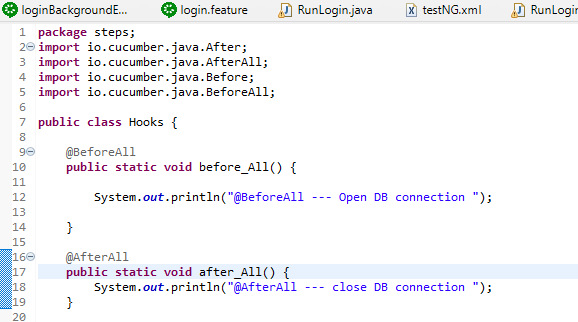 loginBackgroundE... login.feature RunLogin.java testNG.xml RunLogin
1 package steps;
2 import io.cucumber.java.After;
3 import io.cucumber.java.AfterAll;
4 import io.cucumber.java.Before;
5 import io.cucumber.java.BeforeAll;
6
7 public class Hooks {
8
9 @BeforeAll
10 public static void before_All() {
11
12 System.out.println("@BeforeAll --- Open DB connection ");
13
14 }
15
16 @AfterAll
17 public static void after_All() {
18 System.out.println("@AfterAll --- close DB connection ");
19 }
20